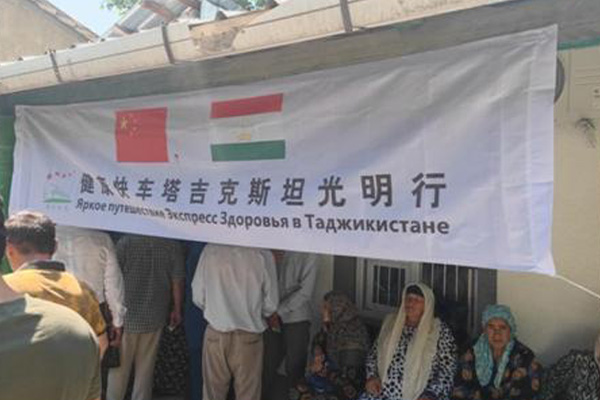 健康快车塔吉克斯坦光明行
Яркое путешествие Экспресс Здоровья в Таджикистане